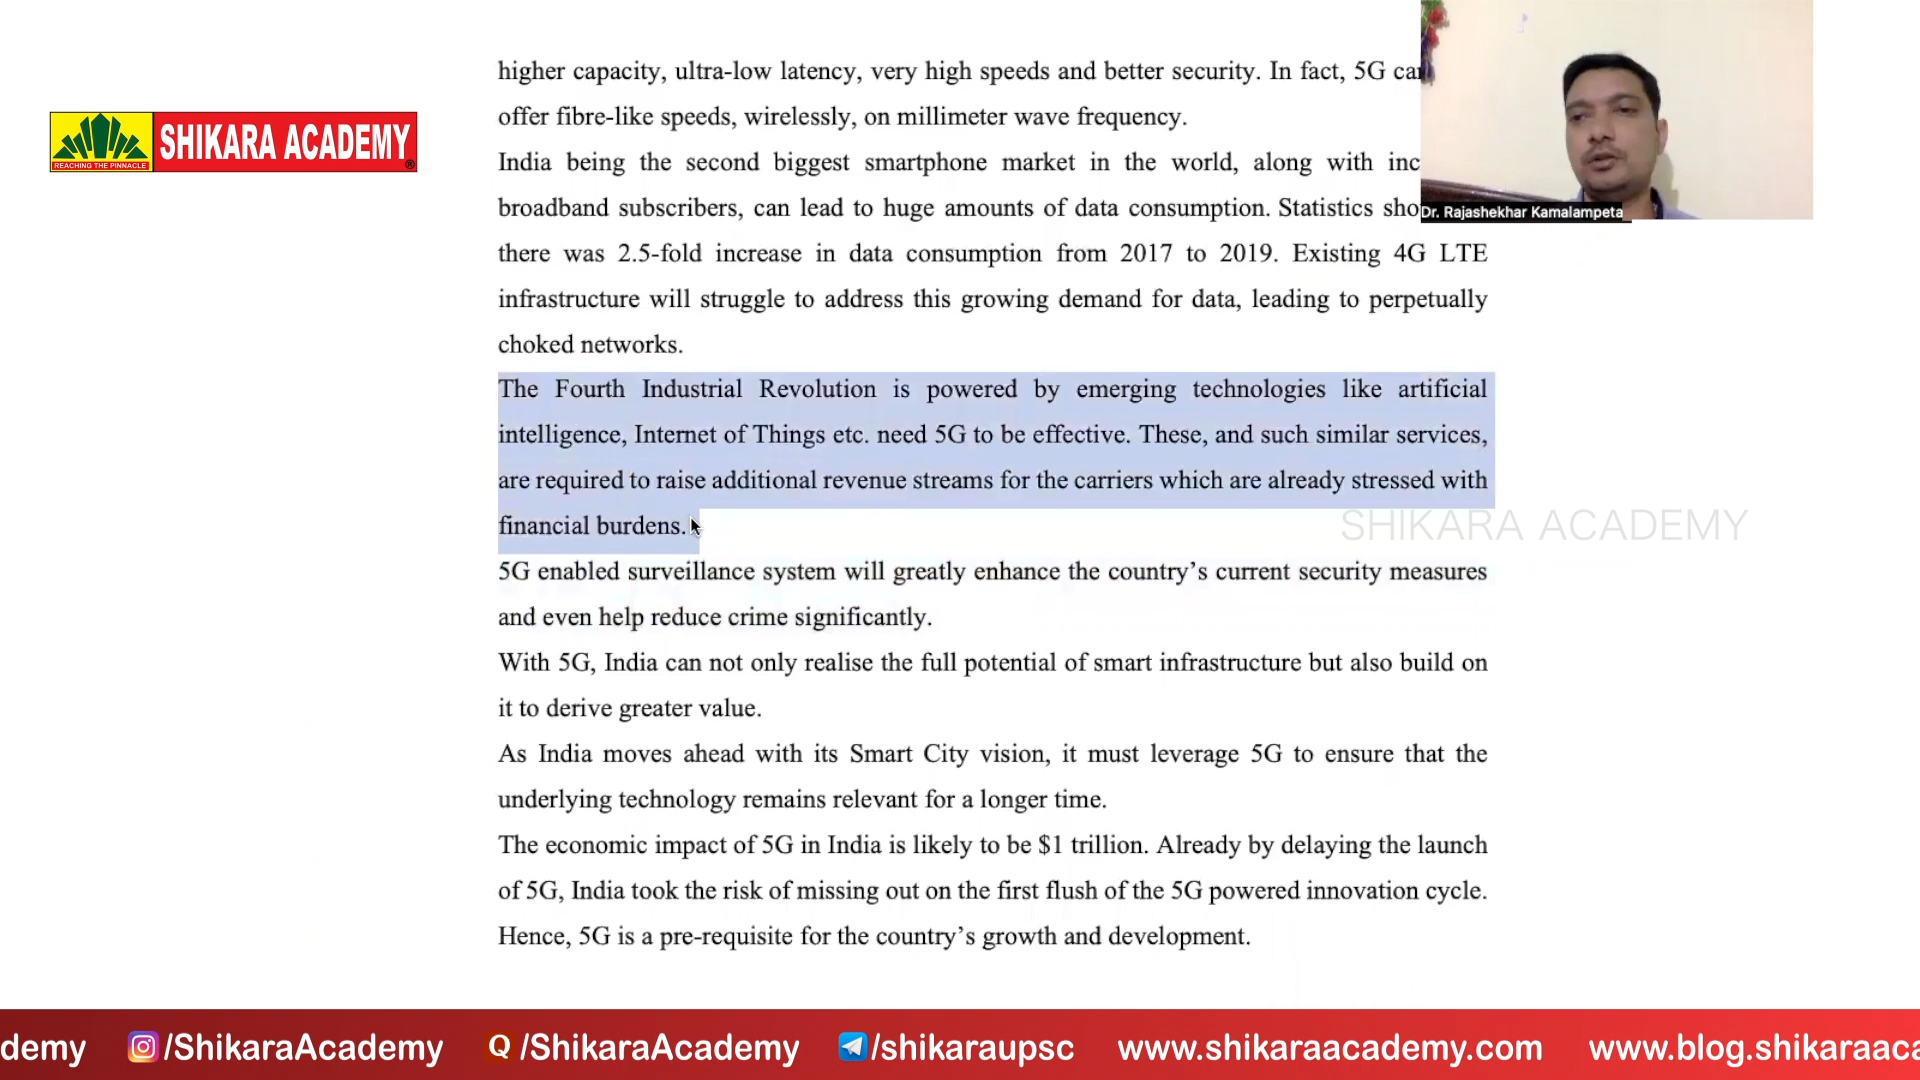 higher capacity, ultra-low latency, very high speeds and better security. In fact, 5G can
offer fibre-like speeds, wirelessly, on millimeter wave frequency.
SHIKARA ACADEMY
®
REACHING THE PINNACLE
India being the second biggest smartphone market in the world, along with inc
broadband subscribers, can lead to huge amounts of data consumption. Statistics sho
Dr. Rajashekhar Kamalampeta
there was 2.5-fold increase in data consumption from 2017 to 2019. Existing 4G LTE
infrastructure will struggle to address this growing demand for data, leading to perpetually
choked networks.
The Fourth Industrial Revolution is powered by emerging technologies like artificial
intelligence, Internet of Things etc. need 5G to be effective. These, and such similar services,
are required to raise additional revenue streams for the carriers which are already stressed with
financial burdens.
SHIKARA ACADEMY
5G enabled surveillance system will greatly enhance the country's current security measures
and even help reduce crime significantly.
With 5G, India can not only realise the full potential of smart infrastructure but also build on
it to derive greater value.
As India moves ahead with its Smart City vision, it must leverage 5G to ensure that the
underlying technology remains relevant for a longer time.
The economic impact of 5G in India is likely to be $1 trillion. Already by delaying the launch
of 5G, India took the risk of missing out on the first flush of the 5G powered innovation cycle.
Hence, 5G is a pre-requisite for the country's growth and development.
demy /ShikaraAcademy Q /ShikaraAcademy /shikaraupsc www.shikaraacademy.com www.blog.shikaraaca